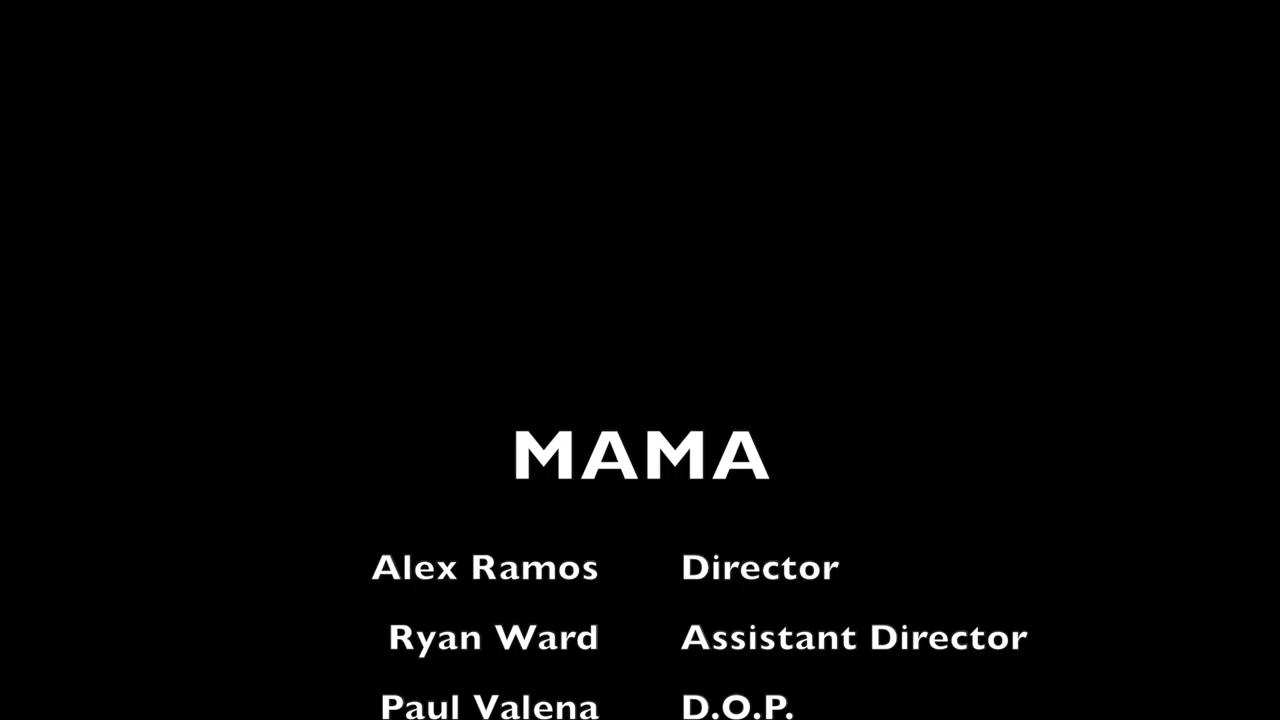 MAMA
Alex Ramos Director
Ryan Ward Assistant Director
Paul Valena D.O.P.